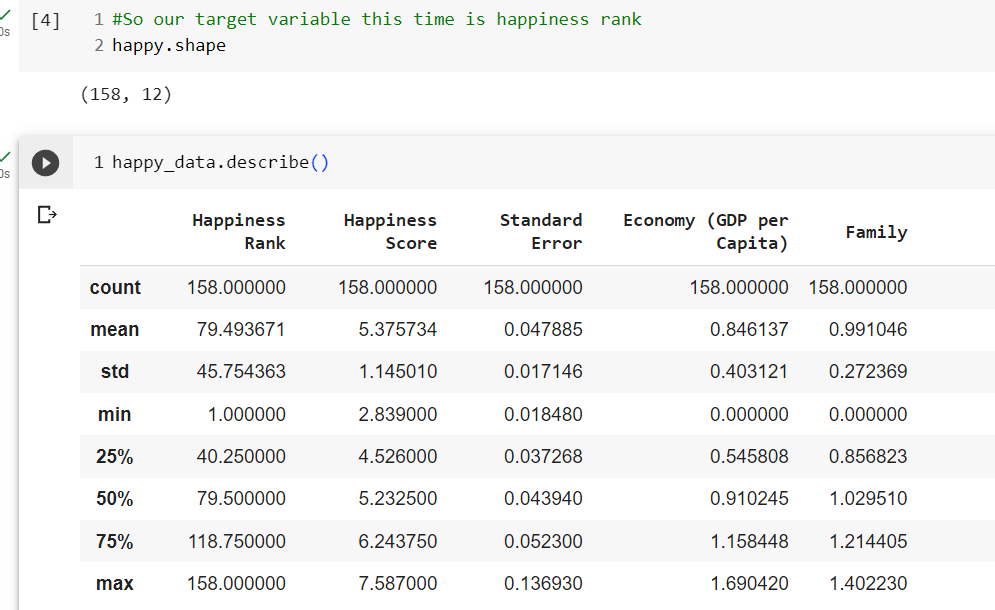 [4] 1 #So our target variable this time is happiness rank
0s 2 happy.shape
(158, 12)
1 happy_data.describe()
0s
Happiness Happiness Standard Economy (GDP per Family
Rank Score Error Capita)
count 158.000000 158.000000 158.000000 158.000000 158.000000
mean 79.493671 5.375734 0.047885 0.846137 0.991046
std 45.754363 1.145010 0.017146 0.403121 0.272369
min 1.000000 2.839000 0.018480 0.000000 0.000000
25% 40.250000 4.526000 0.037268 0.545808 0.856823
50% 79.500000 5.232500 0.043940 0.910245 1.029510
75% 118.750000 6.243750 0.052300 1.158448 1.214405
max 158.000000 7.587000 0.136930 1.690420 1.402230